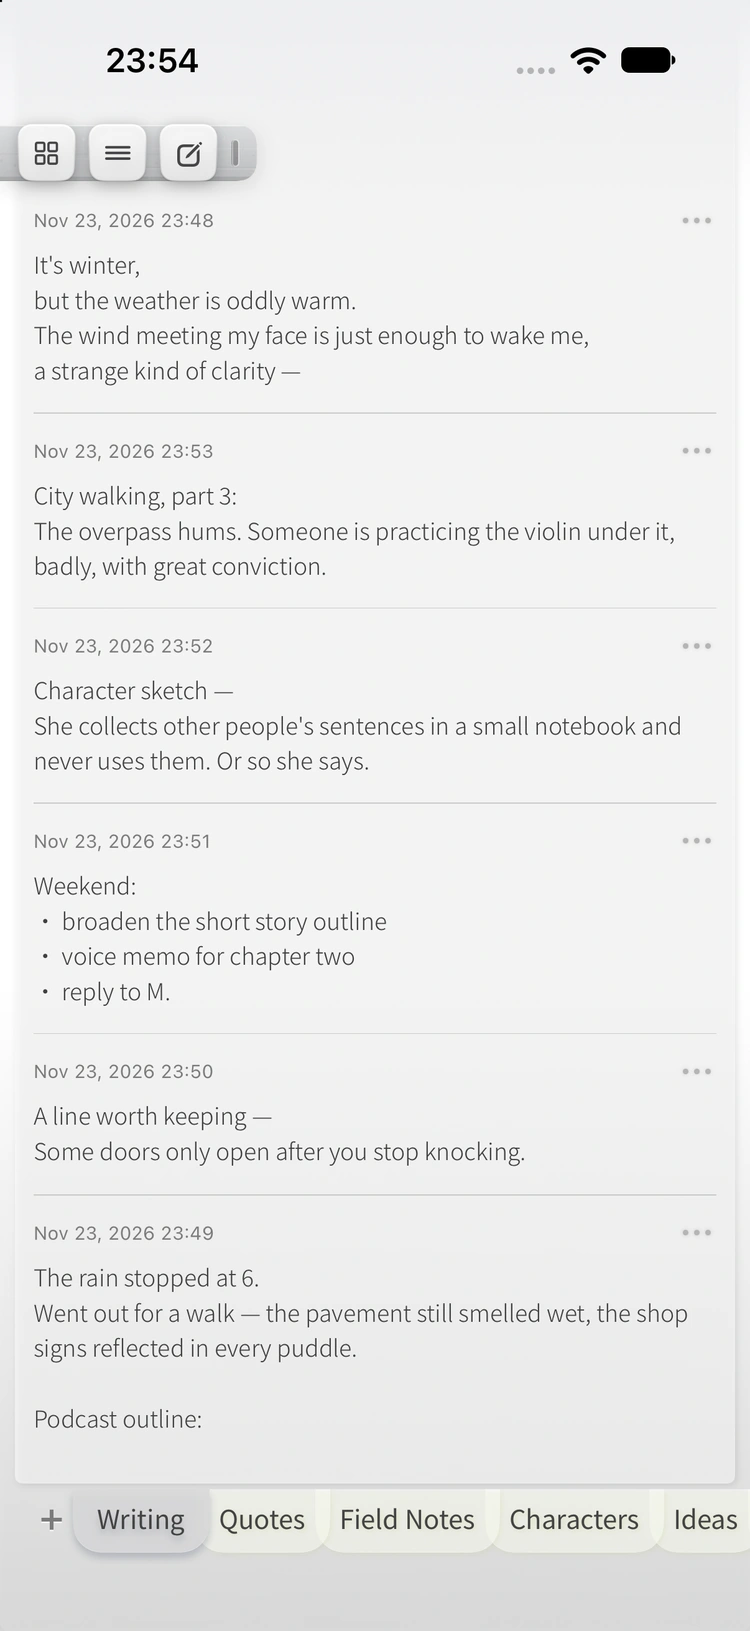 23:54
Nov 23, 2026 23:48
It's winter,
but the weather is oddly warm.
The wind meeting my face is just enough to wake me,
a strange kind of clarity —
Nov 23, 2026 23:53
City walking, part 3:
The overpass hums. Someone is practicing the violin under it,
badly, with great conviction.
Nov 23, 2026 23:52
Character sketch —
She collects other people's sentences in a small notebook and
never uses them. Or so she says.
Nov 23, 2026 23:51
Weekend:
・ broaden the short story outline
・ voice memo for chapter two
・ reply to M.
Nov 23, 2026 23:50
A line worth keeping —
Some doors only open after you stop knocking.
Nov 23, 2026 23:49
The rain stopped at 6.
Went out for a walk — the pavement still smelled wet, the shop
signs reflected in every puddle.
Podcast outline:
+ Writing Quotes Field Notes Characters Ideas